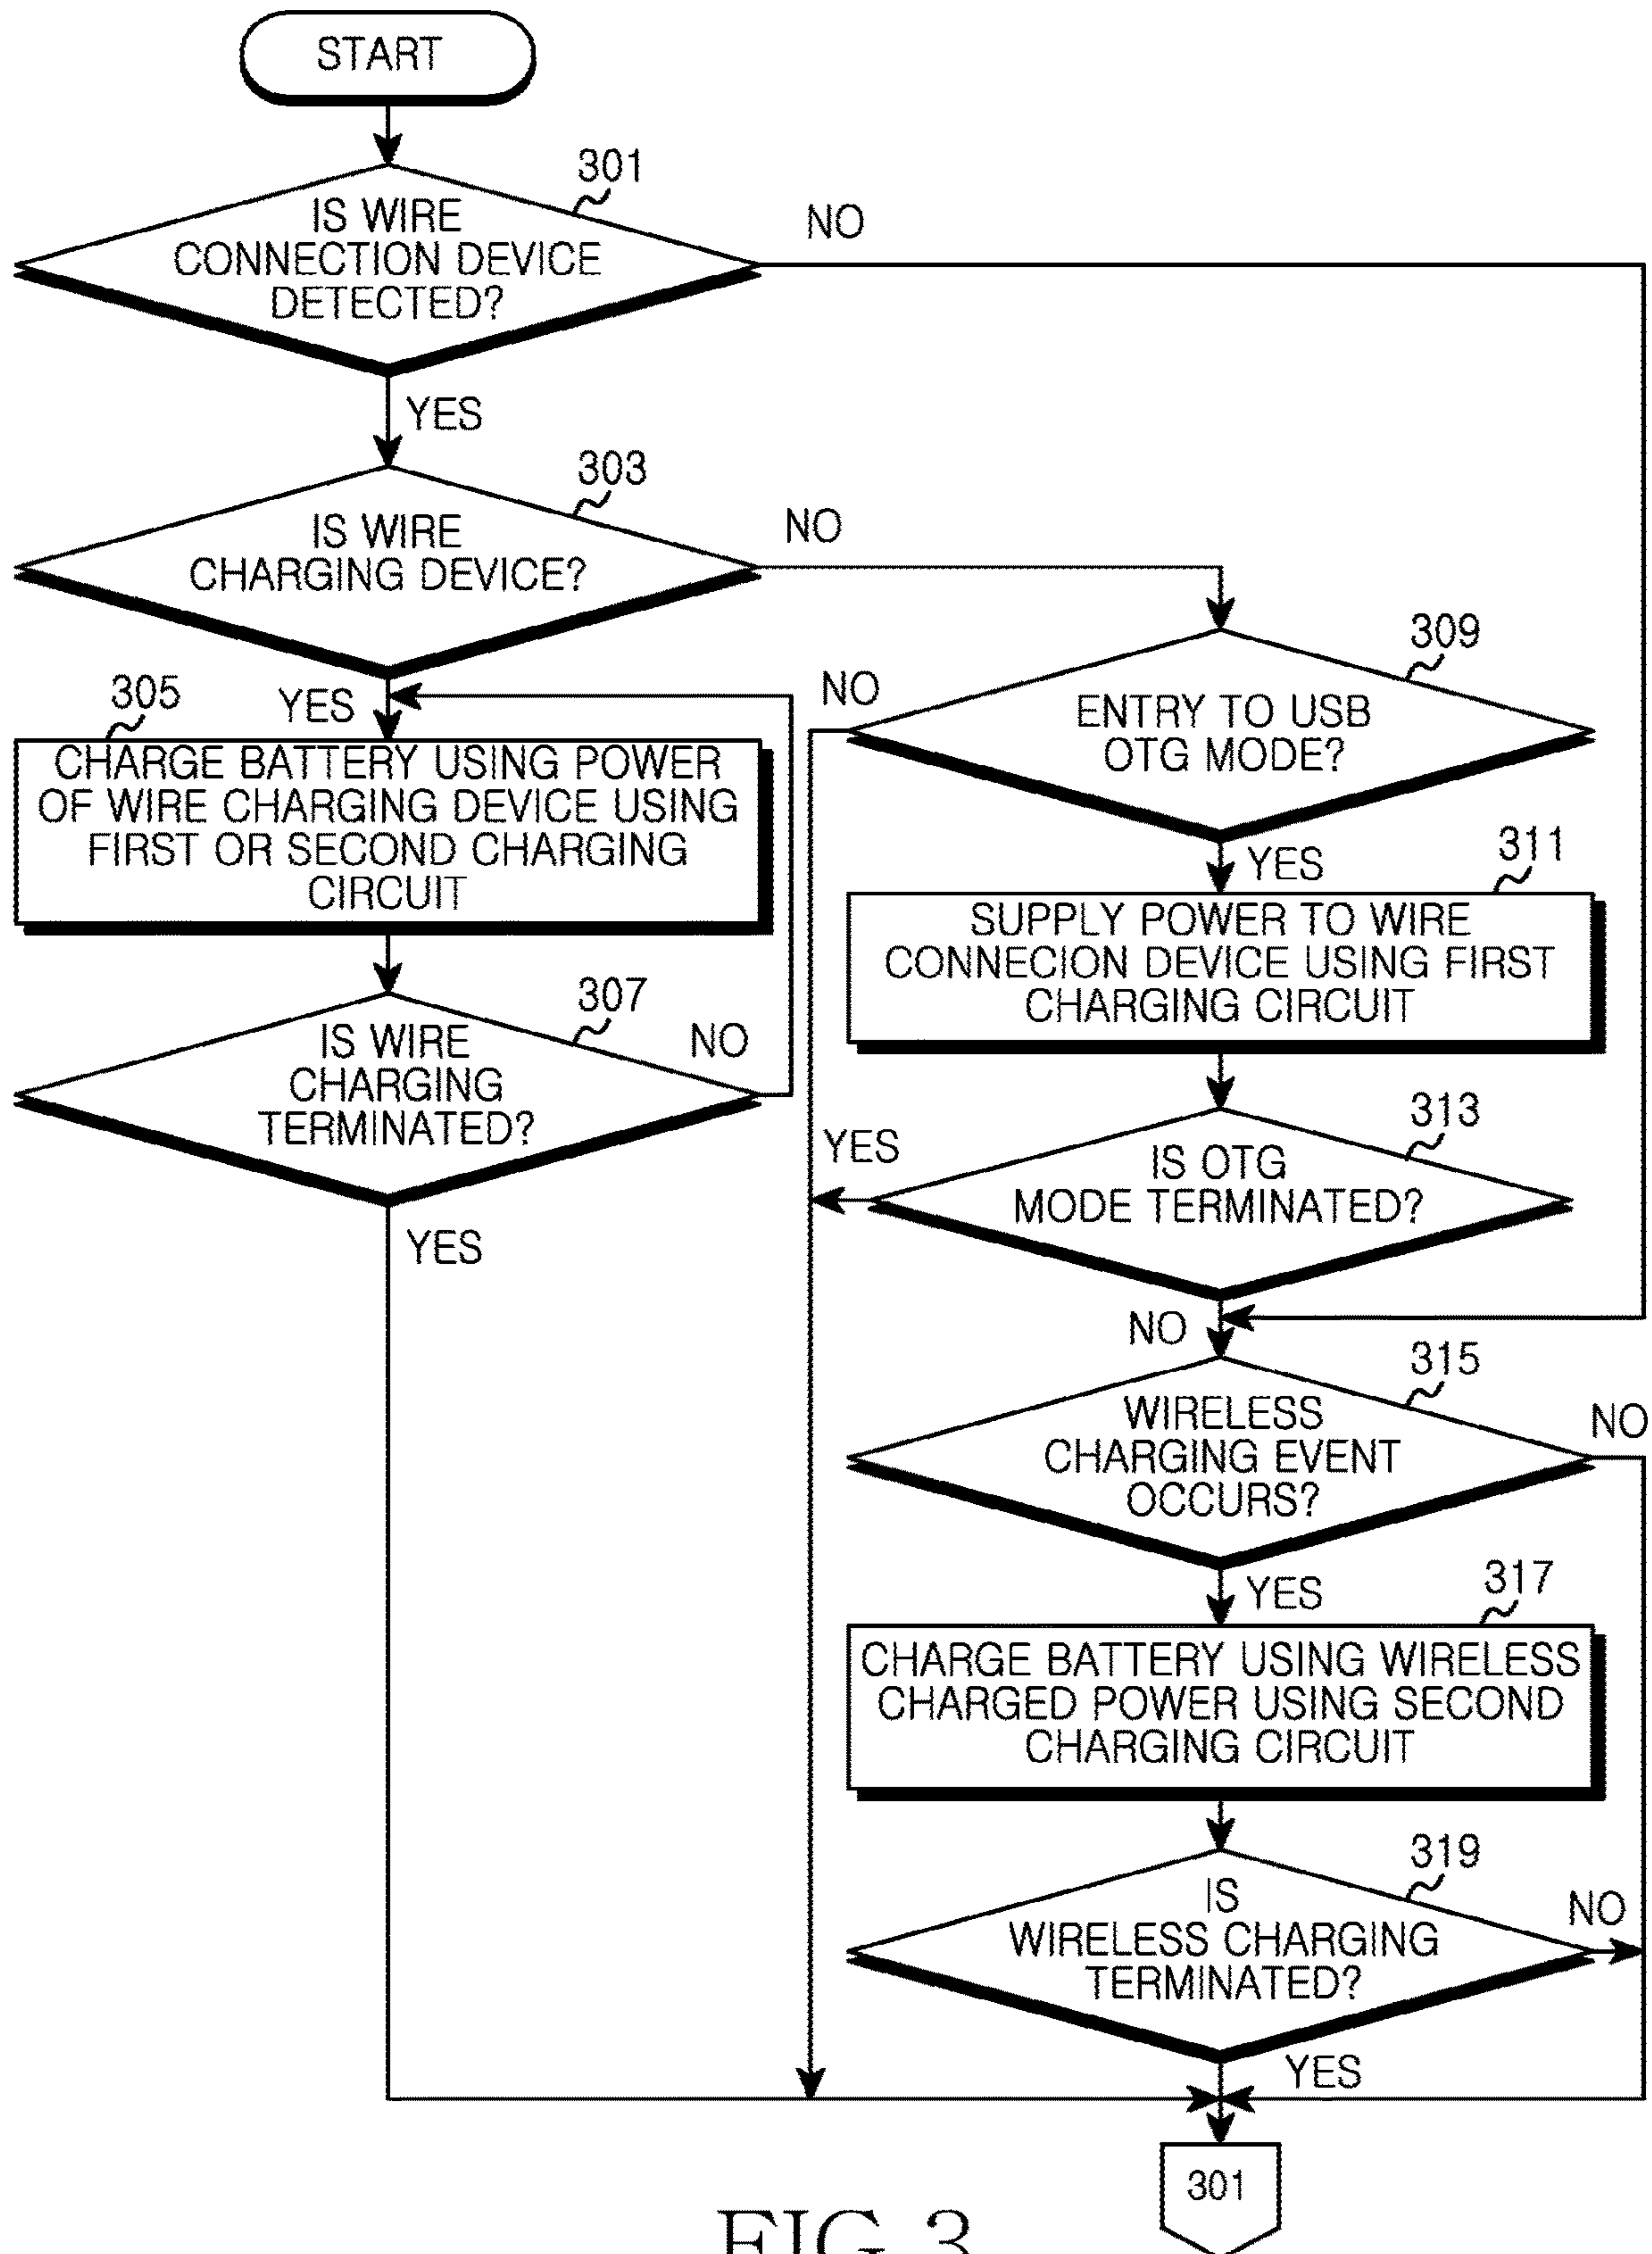 START
301
IS WIRE
CONNECTION DEVICE
DETECTED?
NO
YES
303
IS WIRE
CHARGING DEVICE?
NO
YES
305
CHARGE BATTERY USING POWER
OF WIRE CHARGING DEVICE USING
FIRST OR SECOND CHARGING
CIRCUIT
307
IS WIRE
CHARGING
TERMINATED?
NO
YES
309
ENTRY TO USB
OTG MODE?
NO
YES
311
SUPPLY POWER TO WIRE
CONNECION DEVICE USING FIRST
CHARGING CIRCUIT
313
IS OTG
MODE TERMINATED?
YES
NO
315
WIRELESS
CHARGING EVENT
OCCURS?
NO
YES
317
CHARGE BATTERY USING WIRELESS
CHARGED POWER USING SECOND
CHARGING CIRCUIT
319
IS
WIRELESS CHARGING
TERMINATED?
NO
YES
301
FIG.3